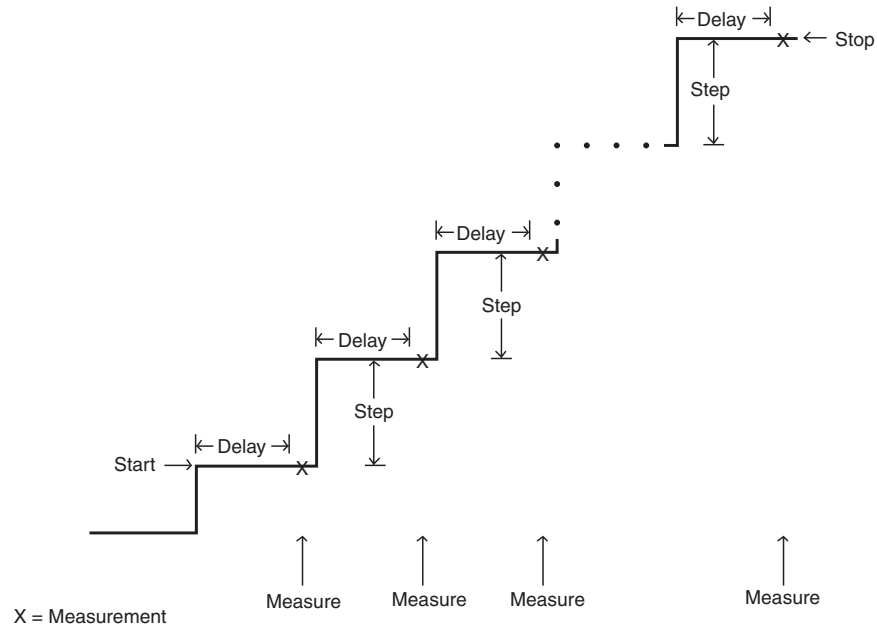 Delay
Stop
Step
Delay
Step
Delay
Step
Start
Delay
Measure
Measure
Measure
Measure
X = Measurement
X
X
X
X